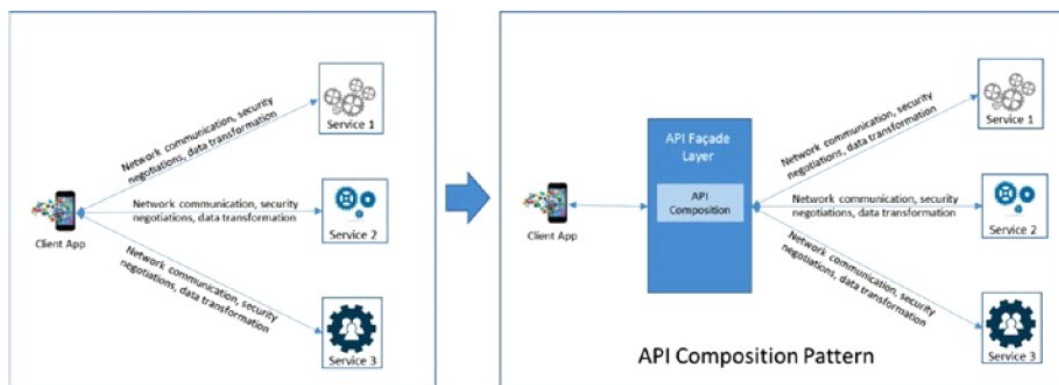 Network communication, security
negotiations, data transformation
Service 1
Client App
Network communication, security
negotiations, data transformation
Service 2
Network communication, security
negotiations, data transformation
Service 3
API Façade
Layer
API
Composition
Client App
Network communication, security
negotiations, data transformation
Service 1
Network communication, security
negotiations, data transformation
Service 2
Network communication, security
negotiations, data transformation
Service 3
API Composition Pattern